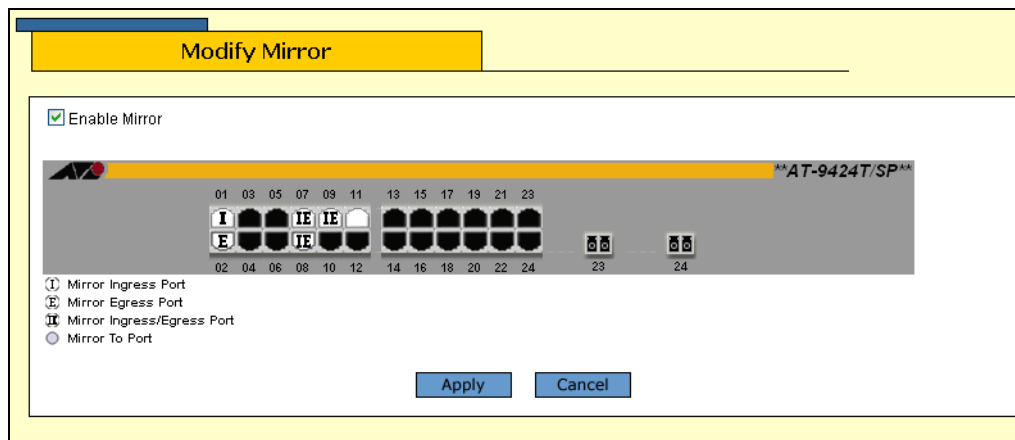 Modify Mirror
Enable Mirror
**AT-9424T/SP**
01 03 05 07 09 11 13 15 17 19 21 23
I IE IE
E IE
02 04 06 08 10 12 14 16 18 20 22 24 23 24
I Mirror Ingress Port
E Mirror Egress Port
IE Mirror Ingress/Egress Port
Mirror To Port
Apply Cancel